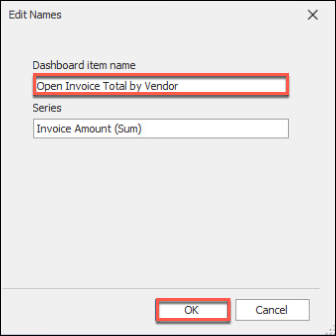 Edit Names
Dashboard item name
Open Invoice Total by Vendor
Series
Invoice Amount (Sum)
OK
Cancel